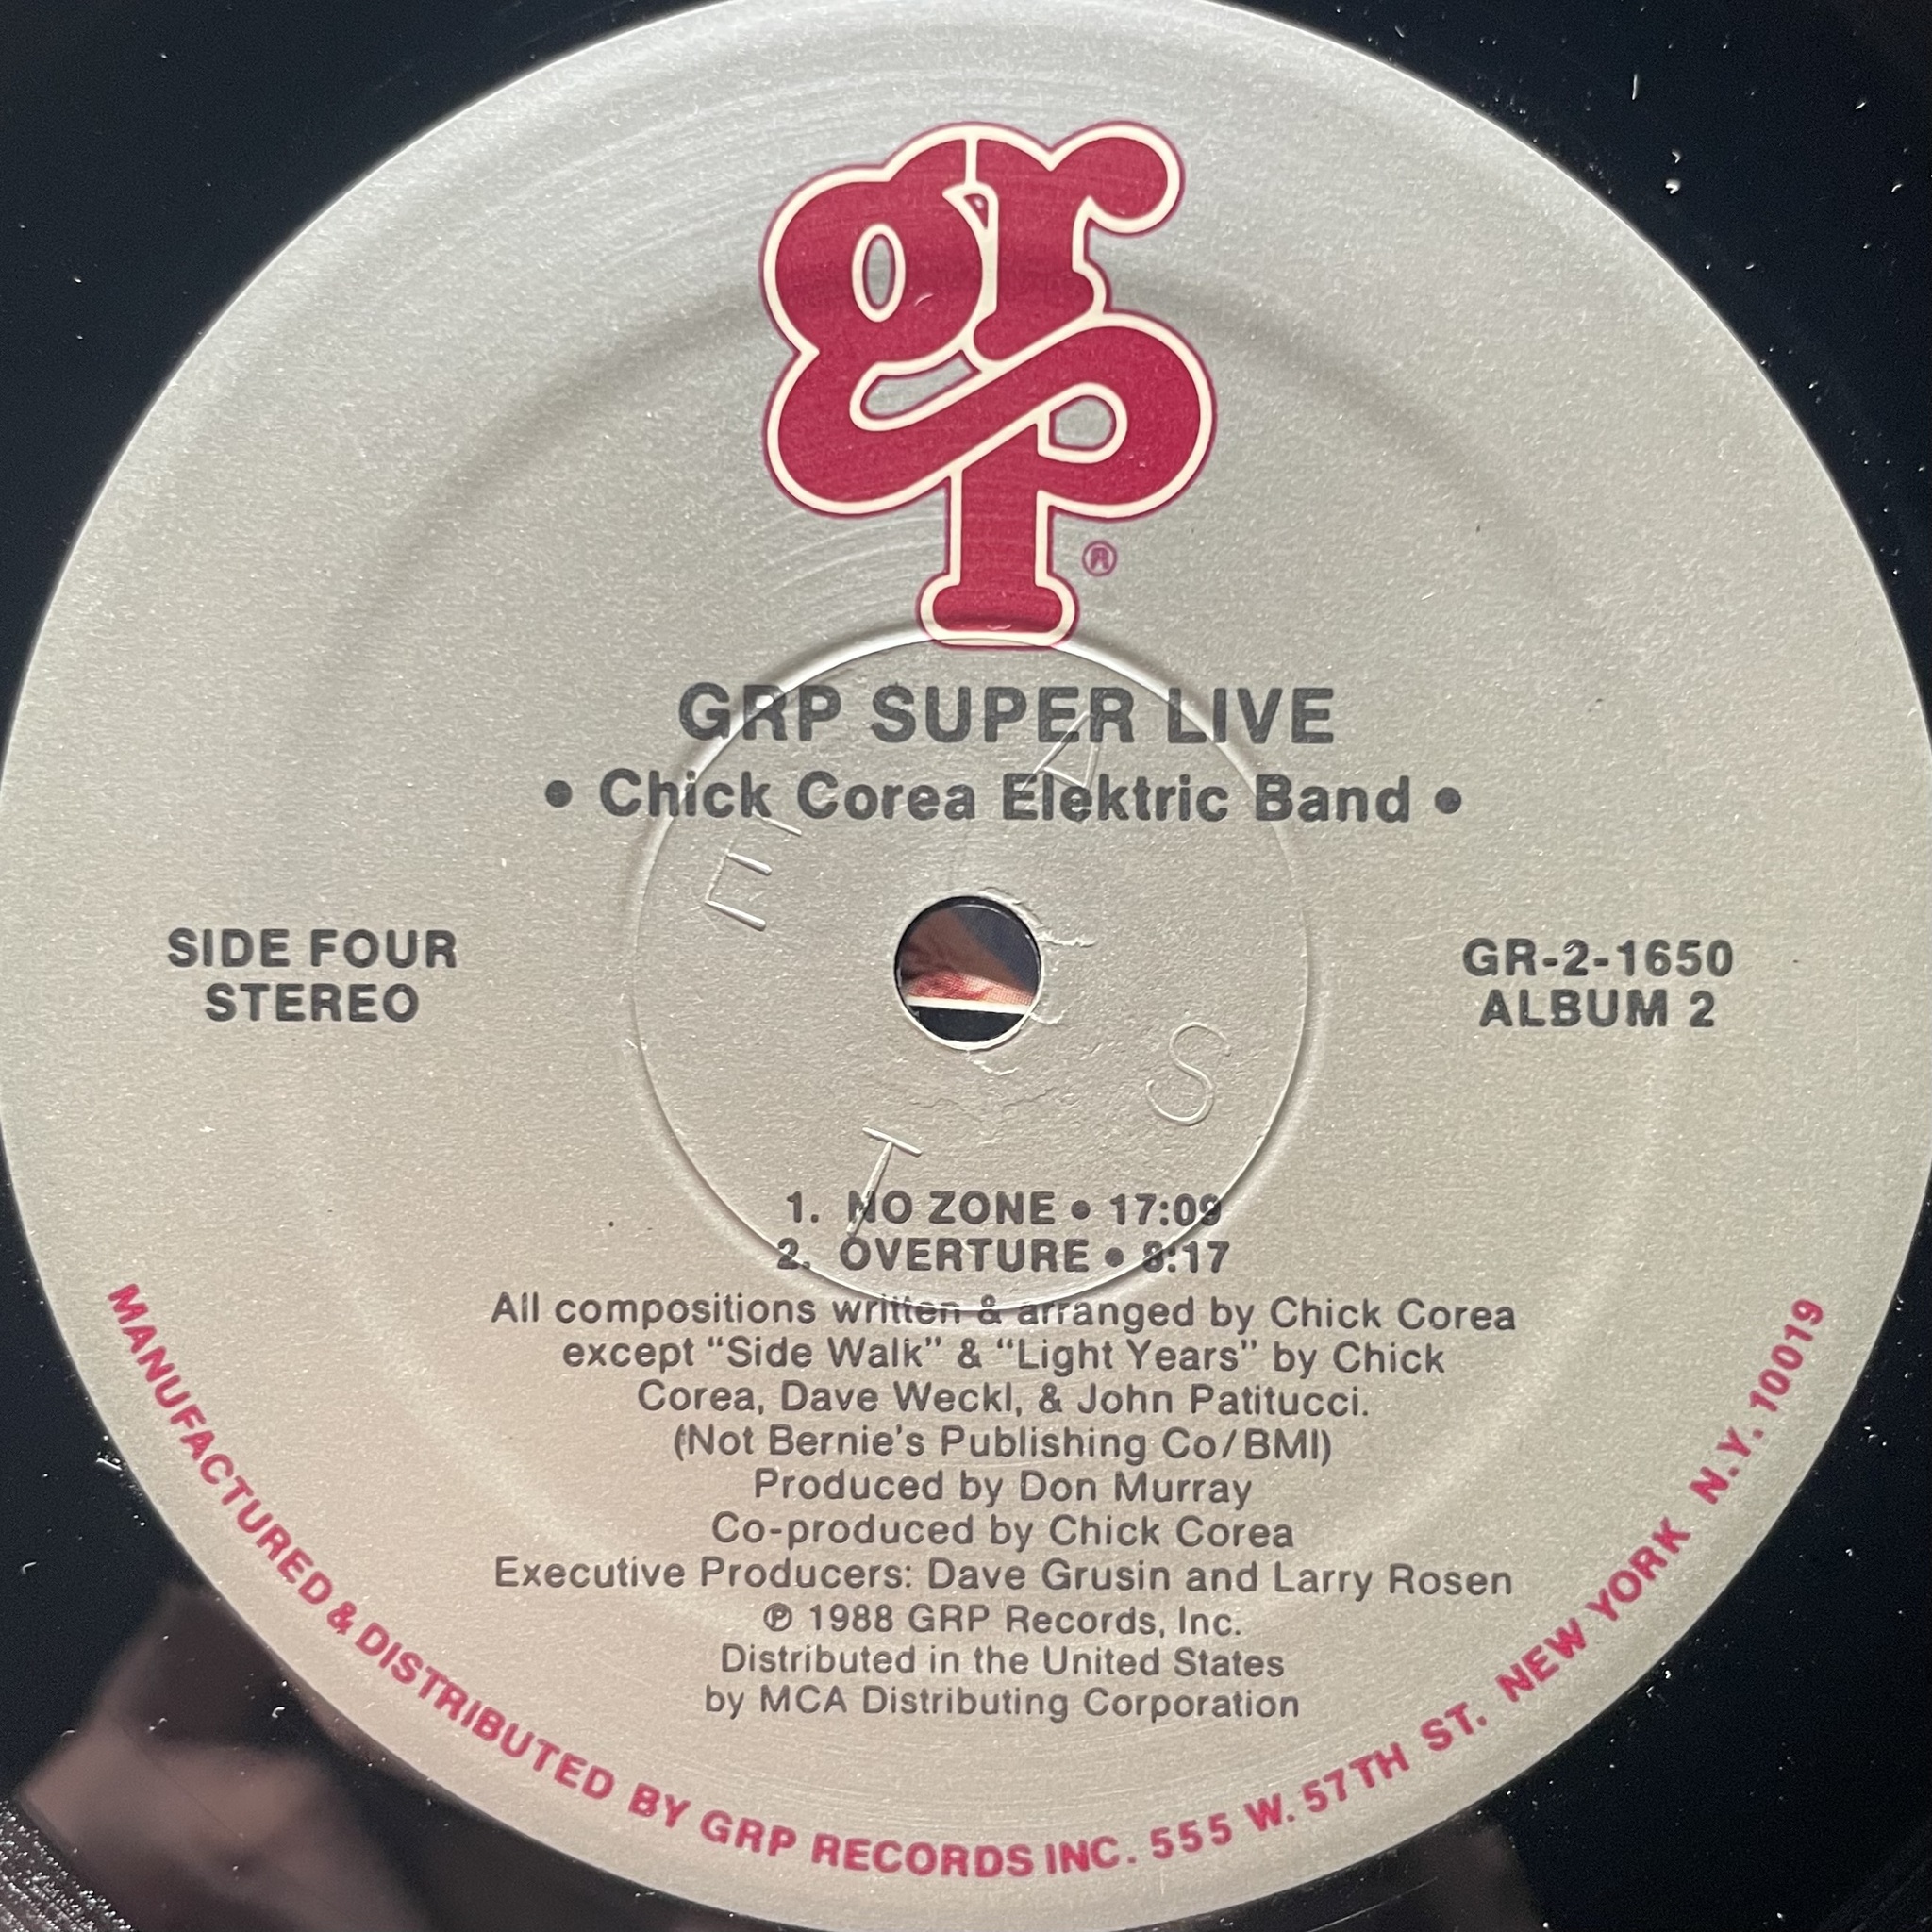 grp ®
GRP SUPER LIVE
• Chick Corea Elektric Band •
SIDE FOUR
STEREO
GR-2-1650
ALBUM 2
1. NO ZONE • 17:09
2. OVERTURE • 8:17
All compositions written & arranged by Chick Corea
except “Side Walk” & “Light Years” by Chick
Corea, Dave Weckl, & John Patitucci.
(Not Bernie's Publishing Co/BMI)
Produced by Don Murray
Co-produced by Chick Corea
Executive Producers: Dave Grusin and Larry Rosen
℗ 1988 GRP Records, Inc.
Distributed in the United States
by MCA Distributing Corporation
MANUFACTURED & DISTRIBUTED BY GRP RECORDS INC. 555 W. 57TH ST. NEW YORK N.Y. 10019